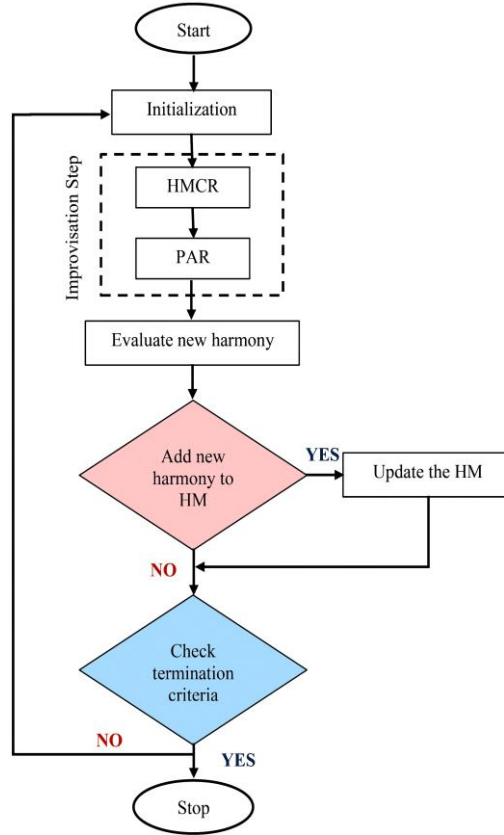 Start
Initialization
Improvisation Step
HMCR
PAR
Evaluate new harmony
Add new
harmony to
HM
YES
Update the HM
NO
Check
termination
criteria
NO
YES
Stop